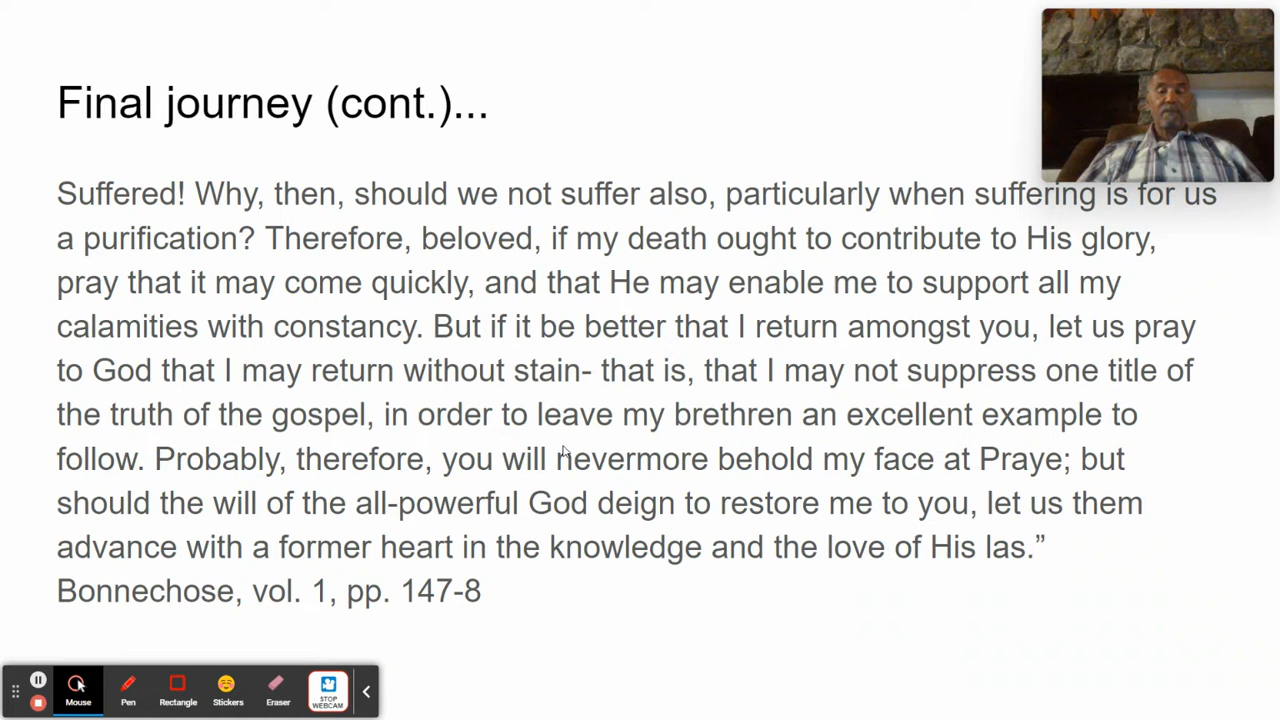 Final journey (cont.)...
Suffered! Why, then, should we not suffer also, particularly when suffering is for us
a purification? Therefore, beloved, if my death ought to contribute to His glory,
pray that it may come quickly, and that He may enable me to support all my
calamities with constancy. But if it be better that I return amongst you, let us pray
to God that I may return without stain- that is, that I may not suppress one title of
the truth of the gospel, in order to leave my brethren an excellent example to
follow. Probably, therefore, you will nevermore behold my face at Praye; but
should the will of the all-powerful God deign to restore me to you, let us them
advance with a former heart in the knowledge and the love of His las.”
Bonnechose, vol. 1, pp. 147-8
Mouse Pen Rectangle Stickers Eraser STOP WEBCAM